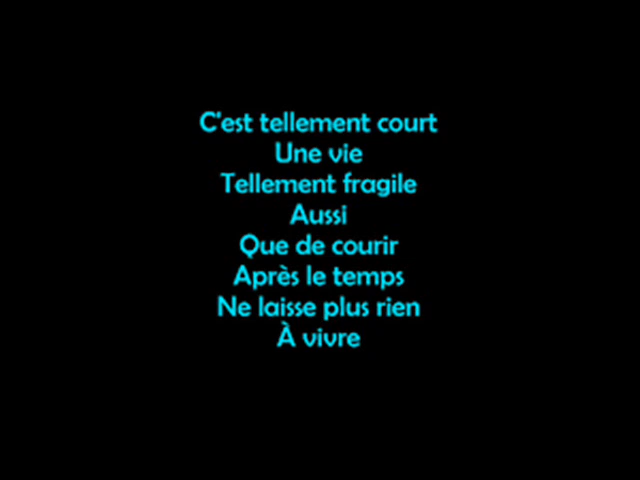 C'est tellement court
Une vie
Tellement fragile
Aussi
Que de courir
Après le temps
Ne laisse plus rien
À vivre